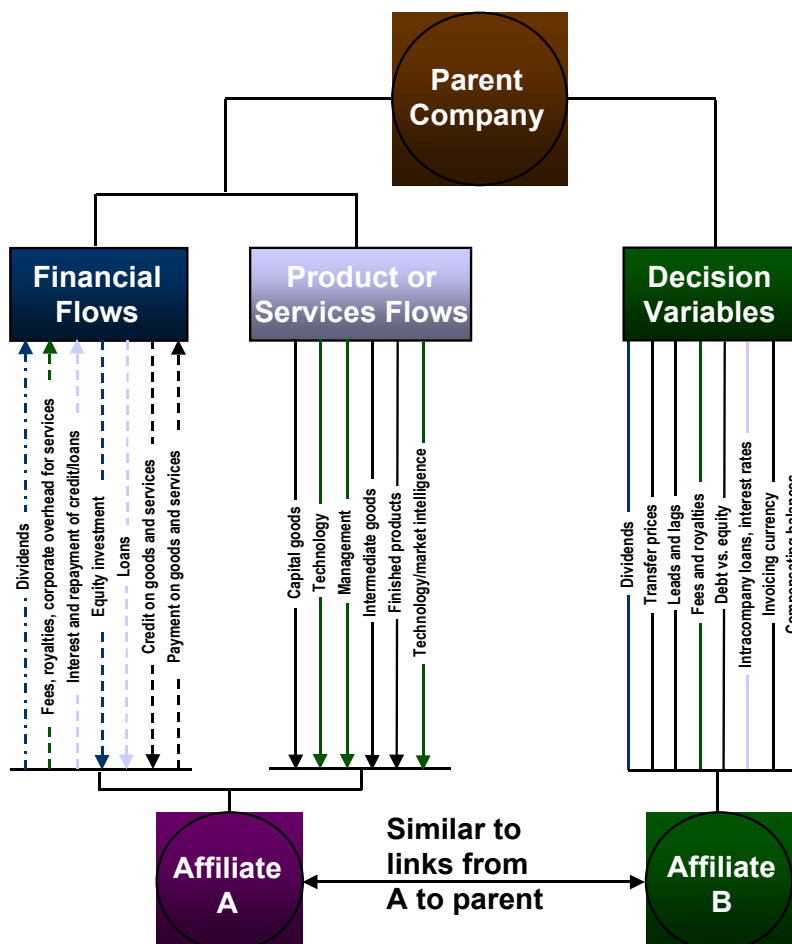 Parent
Company
Financial
Flows
Product or
Services Flows
Decision
Variables
Dividends
Fees, royalties, corporate overhead for services
Interest and repayment of credit/loans
Equity investment
Loans
Credit on goods and services
Payment on goods and services
Capital goods
Technology
Management
Intermediate goods
Finished products
Technology/market intelligence
Dividends
Transfer prices
Leads and lags
Fees and royalties
Debt vs. equity
Intracompany loans, interest rates
Invoicing currency
Compensating balances
Affiliate
A
Similar to
links from
A to parent
Affiliate
B